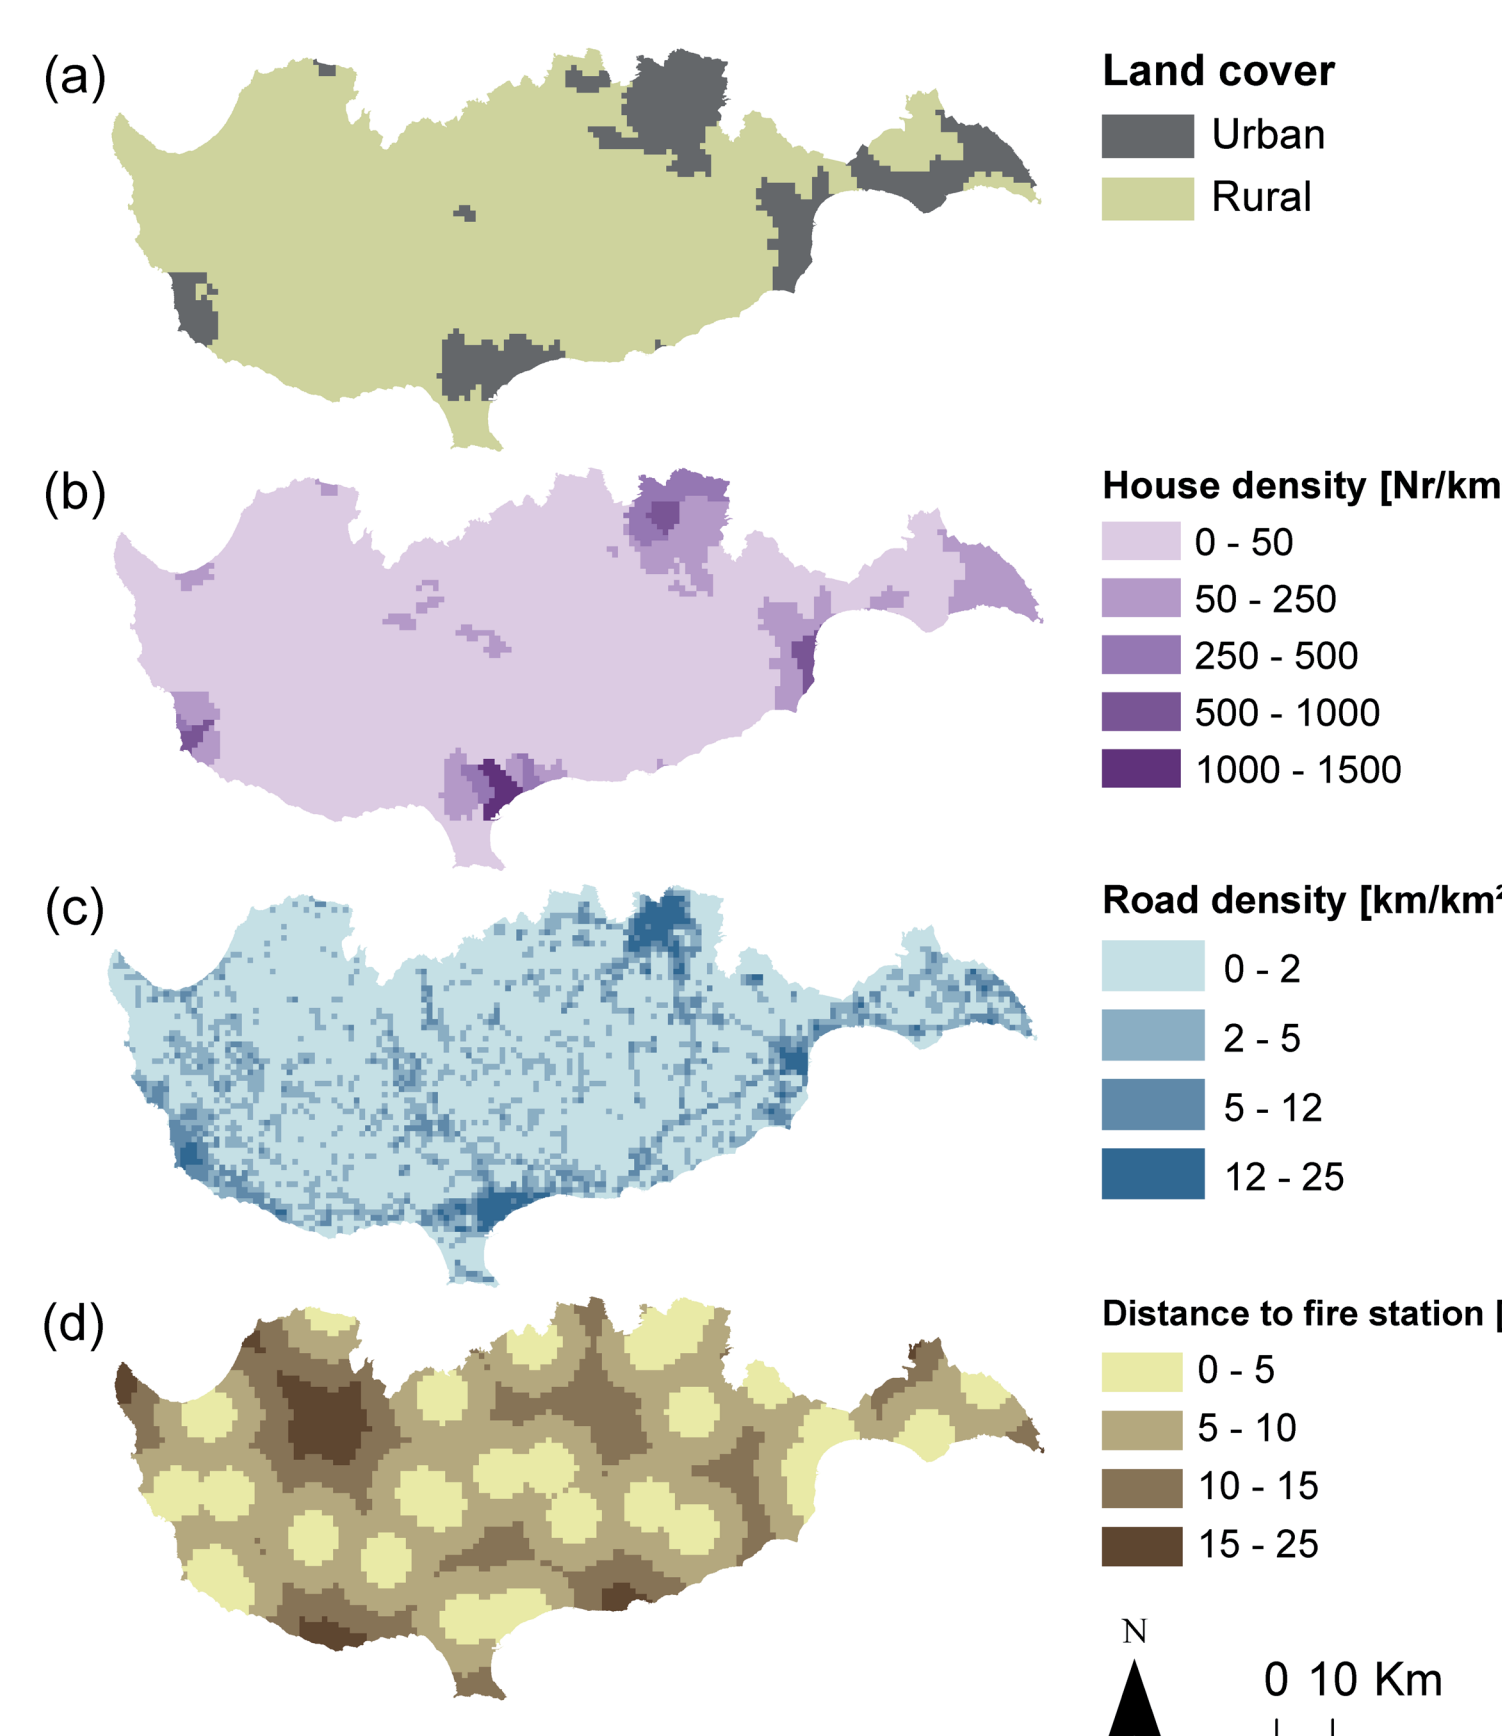 (a)
Land cover
Urban
Rural
(b)
House density [Nr/km
0 - 50
50 - 250
250 - 500
500 - 1000
1000 - 1500
(c)
Road density [km/km²
0 - 2
2 - 5
5 - 12
12 - 25
(d)
Distance to fire station [
0 - 5
5 - 10
10 - 15
15 - 25
N
0 10 Km